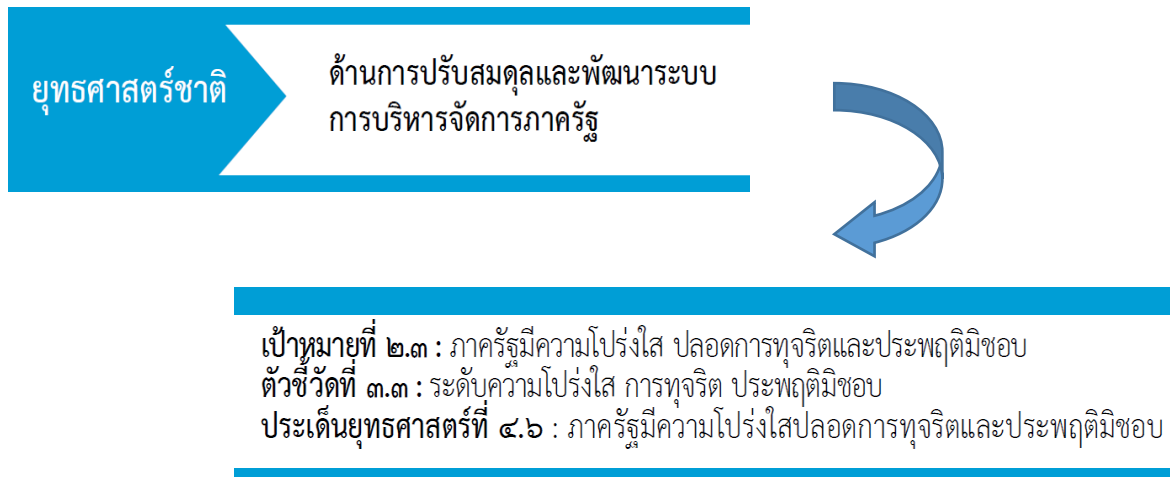 ยุทธศาสตร์ชาติ
ด้านการปรับสมดุลและพัฒนาระบบ
การบริหารจัดการภาครัฐ
เป้าหมายที่ ๒.๓ : ภาครัฐมีความโปร่งใส ปลอดการทุจริตและประพฤติมิชอบ
ตัวชี้วัดที่ ๓.๓ : ระดับความโปร่งใส การทุจริต ประพฤติมิชอบ
ประเด็นยุทธศาสตร์ที่ ๔.๖ : ภาครัฐมีความโปร่งใสปลอดการทุจริตและประพฤติมิชอบ